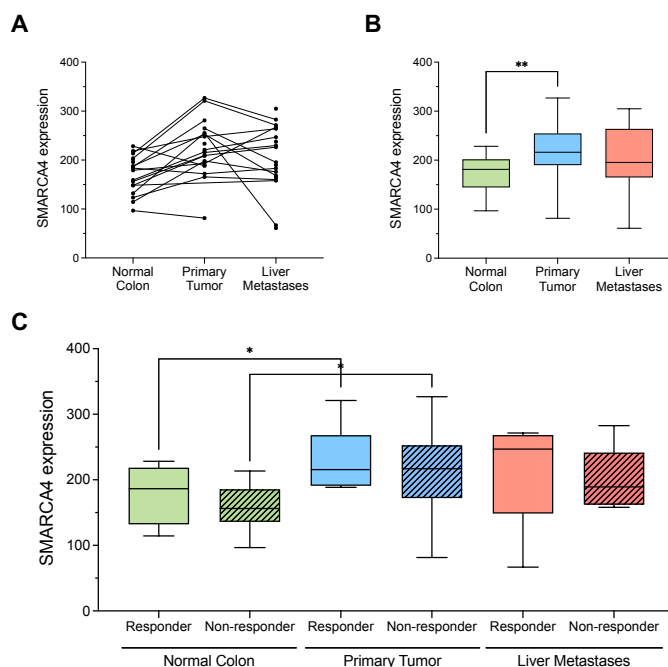 A
B
SMARCA4 expression
400
300
200
100
0
Normal Colon
Primary Tumor
Liver Metastases
SMARCA4 expression
400
300
200
100
0
**
Normal Colon
Primary Tumor
Liver Metastases
C
SMARCA4 expression
400
300
200
100
0
*
*
Responder Non-responder Responder Non-responder Responder Non-responder
Normal Colon Primary Tumor Liver Metastases